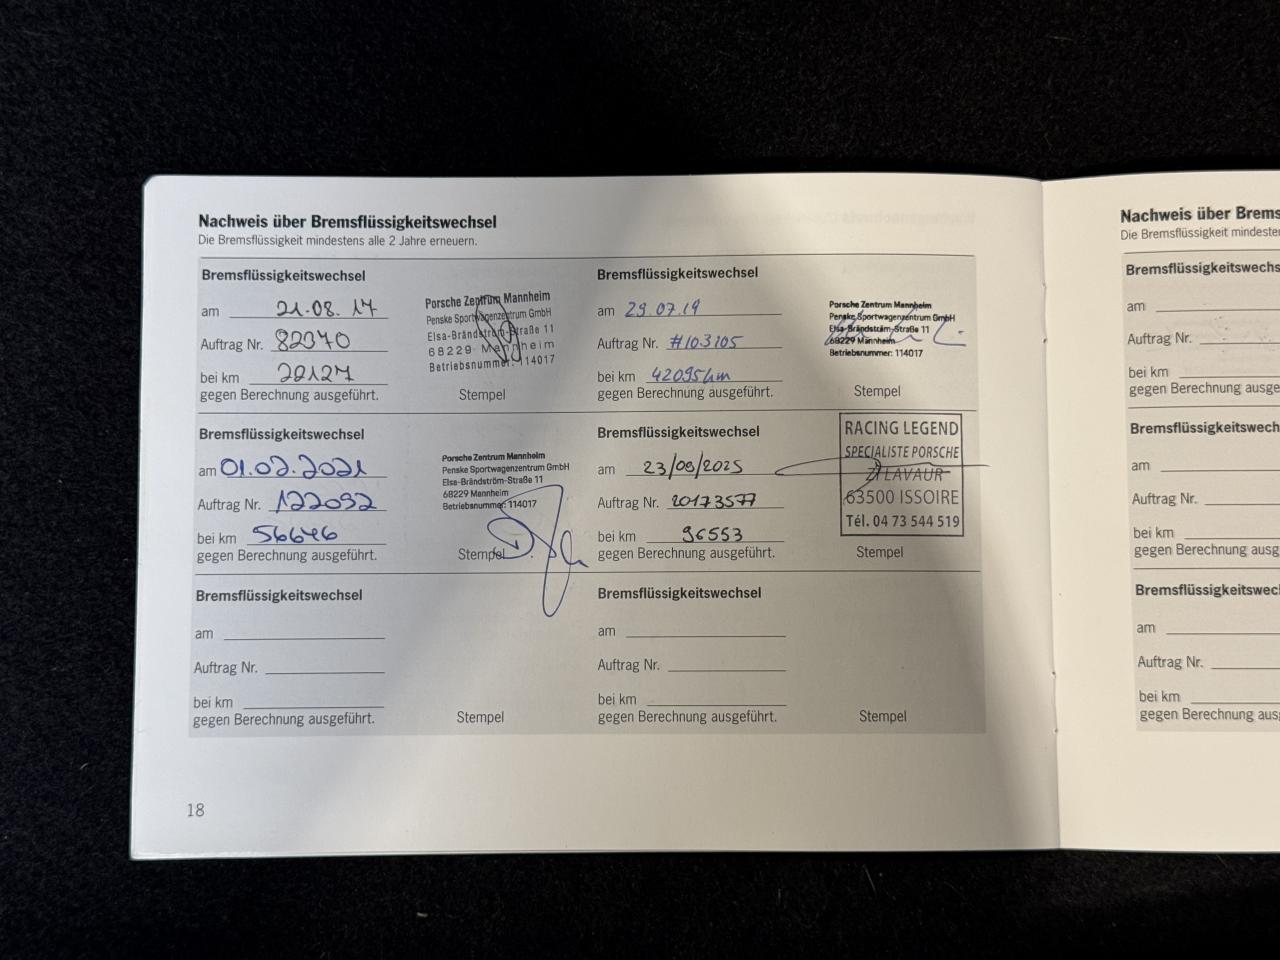 Nachweis über Bremsflüssigkeitswechsel
Die Bremsflüssigkeit mindestens alle 2 Jahre erneuern.
Bremsflüssigkeitswechsel
am 21.08.17
Auftrag Nr. 82370
bei km 22127
gegen Berechnung ausgeführt.
Porsche Zentrum Mannheim
Penske Sportwagenzentrum GmbH
Elsa-Brändström-Straße 11
68229 Mannheim
Betriebsnummer: 114017
Stempel
Bremsflüssigkeitswechsel
am 29.07.19
Auftrag Nr. #103105
bei km 42095km
gegen Berechnung ausgeführt.
Porsche Zentrum Mannheim
Penske Sportwagenzentrum GmbH
Elsa-Brändström-Straße 11
68229 Mannheim
Betriebsnummer: 114017
Stempel
Bremsflüssigkeitswechsel
am 01.02.2021
Auftrag Nr. 122092
bei km 56646
gegen Berechnung ausgeführt.
Porsche Zentrum Mannheim
Penske Sportwagenzentrum GmbH
Elsa-Brändström-Straße 11
68229 Mannheim
Betriebsnummer: 114017
Stempel
Bremsflüssigkeitswechsel
am 23/09/2025
Auftrag Nr. 20173577
bei km 96553
gegen Berechnung ausgeführt.
RACING LEGEND
SPECIALISTE PORSCHE
ZI LAVAUR
63500 ISSOIRE
Tél. 04 73 544 519
Stempel
Bremsflüssigkeitswechsel
am
Auftrag Nr.
bei km
gegen Berechnung ausgeführt.
Stempel
Bremsflüssigkeitswechsel
am
Auftrag Nr.
bei km
gegen Berechnung ausgeführt.
Stempel
18
Nachweis über Brems
Die Bremsflüssigkeit mindeste
Bremsflüssigkeitswechs
am
Auftrag Nr.
bei km
gegen Berechnung ausge
Bremsflüssigkeitswech
am
Auftrag Nr.
bei km
gegen Berechnung ausg
Bremsflüssigkeitswec
am
Auftrag Nr.
bei km
gegen Berechnung aus